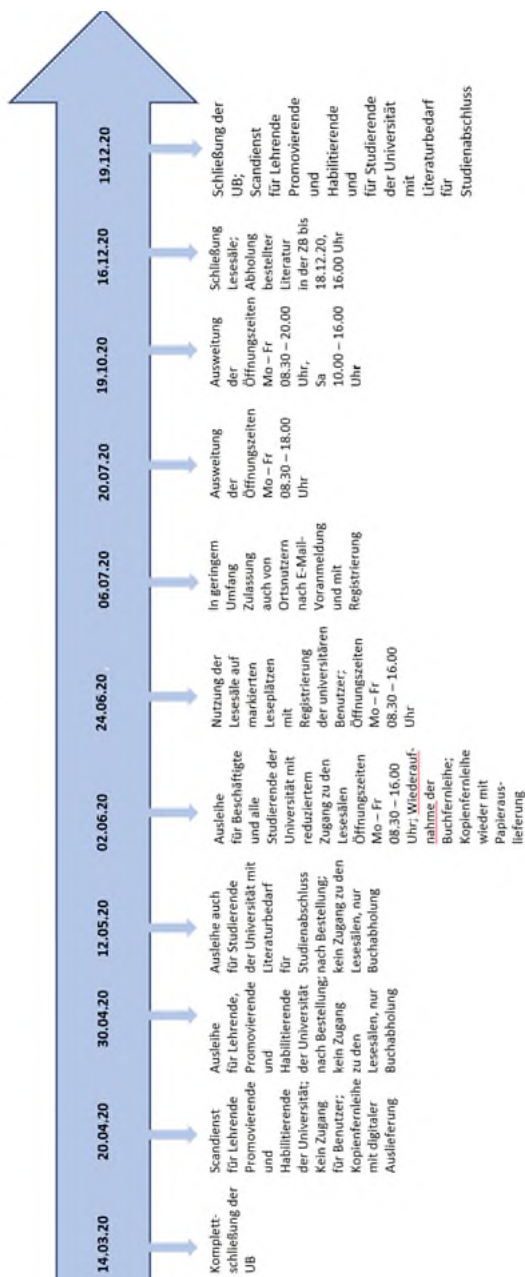 14.03.20
Komplett-
schließung der
UB
20.04.20
Scandienst
für Lehrende
Promovierende
und
Habilitierende
der Universität;
Kein Zugang
für Benutzer;
Kopienfernleihe
mit digitaler
Auslieferung
30.04.20
Ausleihe
für Lehrende,
Promovierende
und
Habilitierende
der Universität
nach Bestellung;
kein Zugang
zu den
Lesesälen, nur
Buchabholung
12.05.20
Ausleihe auch
für Studierende
der Universität mit
Literaturbedarf
für
Studienabschluss
nach Bestellung;
kein Zugang zu den
Lesesälen, nur
Buchabholung
02.06.20
Ausleihe
für Beschäftigte
und alle
Studierende der
Universität mit
reduziertem
Zugang zu den
Lesesälen
Öffnungszeiten
Mo – Fr
08.30 – 16.00
Uhr; Wiederauf-
nahme der
Buchfernleihe;
Kopienfernleihe
wieder mit
Papieraus-
lieferung
24.06.20
Nutzung der
Lesesäle auf
markierten
Leseplätzen
mit
Registrierung
der universitären
Benutzer;
Öffnungszeiten
Mo – Fr
08.30 – 16.00
Uhr
06.07.20
In geringem
Umfang
Zulassung
auch von
Ortsnutzern
nach E-Mail-
Voranmeldung
und mit
Registrierung
20.07.20
Ausweitung
der
Öffnungszeiten
Mo – Fr
08.30 – 18.00
Uhr
19.10.20
Ausweitung
der
Öffnungszeiten
Mo – Fr
08.30 – 20.00
Uhr,
Sa
10.00 – 16.00
Uhr
16.12.20
Schließung
Lesesäle;
Abholung
bestellter
Literatur
in der ZB bis
18.12.20,
16.00 Uhr
19.12.20
Schließung der
UB;
Scandienst
für Lehrende
Promovierende
und
Habilitierende
und
für Studierende
der Universität
mit
Literaturbedarf
für
Studienabschluss